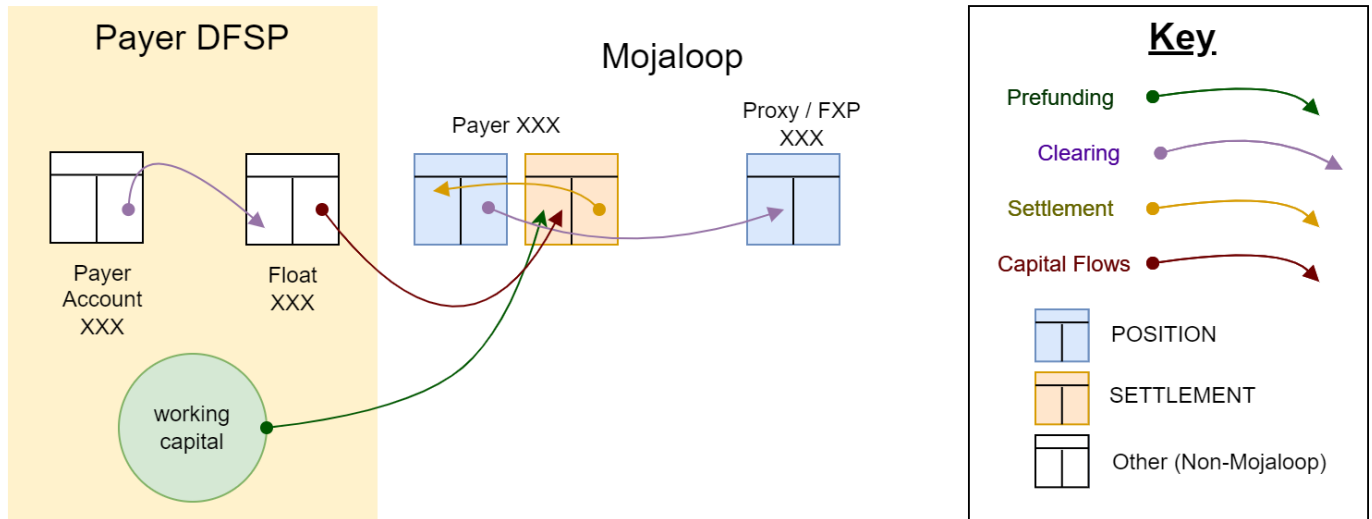 Payer DFSP
Mojaloop
Payer XXX
Proxy / FXP
XXX
Payer
Account
XXX
Float
XXX
working
capital
Key
Prefunding
Clearing
Settlement
Capital Flows
POSITION
SETTLEMENT
Other (Non-Mojaloop)